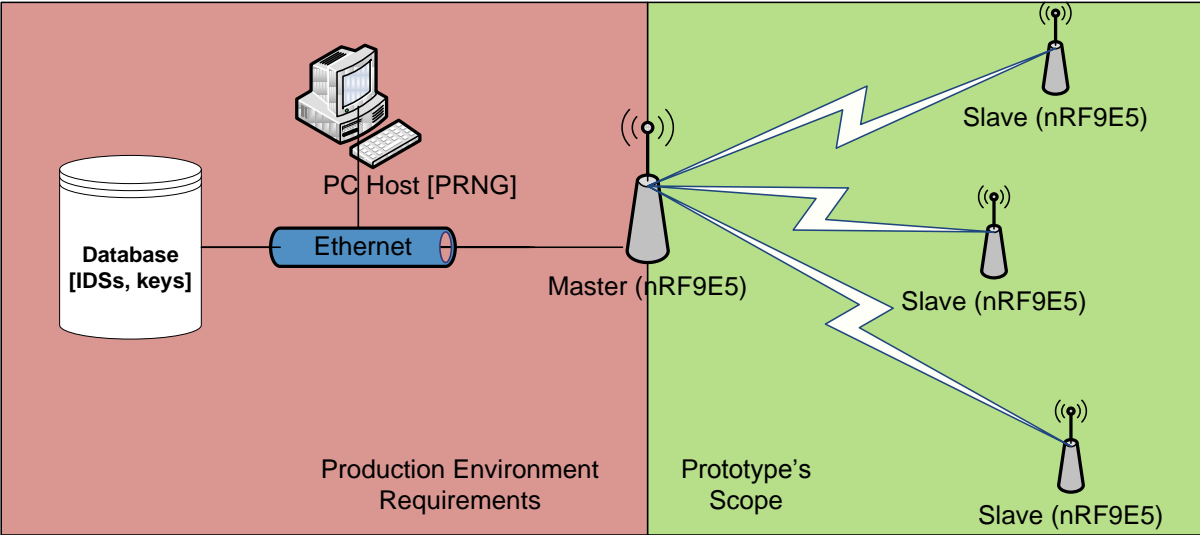 Slave (nRF9E5)
PC Host [PRNG]
Ethernet
Database
[IDSs, keys]
Master (nRF9E5)
Slave (nRF9E5)
Production Environment
Requirements
Prototype's
Scope
Slave (nRF9E5)